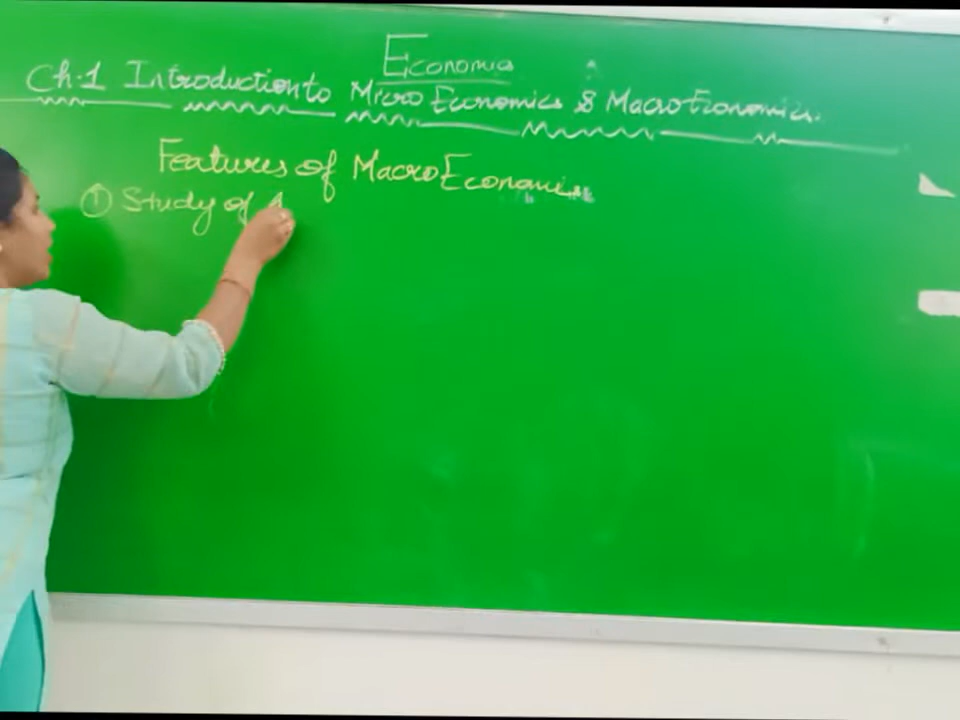 Economics
Ch.1 Introduction to Micro Economics & Macro Economics.
Features of Macro Economics
① Study of